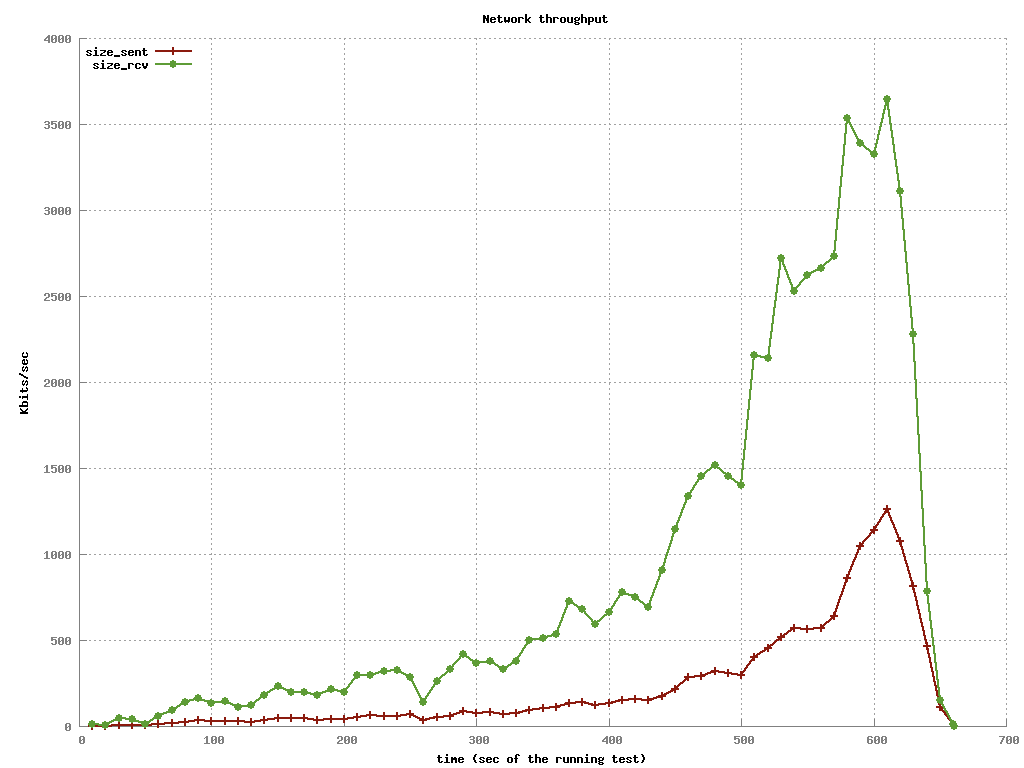 Network throughput
size_sent
size_rcv
4000
3500
3000
2500
2000
1500
1000
500
0
Kbits/sec
0 100 200 300 400 500 600 700
time (sec of the running test)